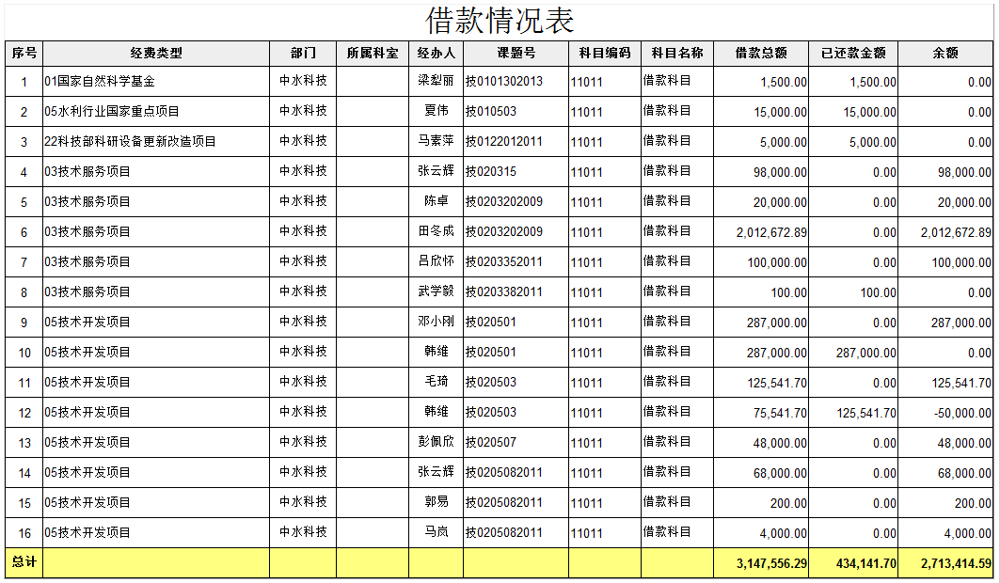 借款情况表
序号 经费类型 部门 所属科室 经办人 课题号 科目编码 科目名称 借款总额 已还款金额 余额
1 01国家自然科学基金 中水科技 梁犁丽 技0101302013 11011 借款科目 1,500.00 1,500.00 0.00
2 05水利行业国家重点项目 中水科技 夏伟 技010503 11011 借款科目 15,000.00 15,000.00 0.00
3 22科技部科研设备更新改造项目 中水科技 马素萍 技0122012011 11011 借款科目 5,000.00 5,000.00 0.00
4 03技术服务项目 中水科技 张云辉 技020315 11011 借款科目 98,000.00 0.00 98,000.00
5 03技术服务项目 中水科技 陈卓 技0203202009 11011 借款科目 20,000.00 0.00 20,000.00
6 03技术服务项目 中水科技 田冬成 技0203202009 11011 借款科目 2,012,672.89 0.00 2,012,672.89
7 03技术服务项目 中水科技 吕欣怀 技0203352011 11011 借款科目 100,000.00 0.00 100,000.00
8 03技术服务项目 中水科技 武学毅 技0203382011 11011 借款科目 100.00 100.00 0.00
9 05技术开发项目 中水科技 邓小刚 技020501 11011 借款科目 287,000.00 0.00 287,000.00
10 05技术开发项目 中水科技 韩维 技020501 11011 借款科目 287,000.00 287,000.00 0.00
11 05技术开发项目 中水科技 毛琦 技020503 11011 借款科目 125,541.70 0.00 125,541.70
12 05技术开发项目 中水科技 韩维 技020503 11011 借款科目 75,541.70 125,541.70 -50,000.00
13 05技术开发项目 中水科技 彭佩欣 技020507 11011 借款科目 48,000.00 0.00 48,000.00
14 05技术开发项目 中水科技 张云辉 技0205082011 11011 借款科目 68,000.00 0.00 68,000.00
15 05技术开发项目 中水科技 郭易 技0205082011 11011 借款科目 200.00 0.00 200.00
16 05技术开发项目 中水科技 马岚 技0205082011 11011 借款科目 4,000.00 0.00 4,000.00
总计 3,147,556.29 434,141.70 2,713,414.59